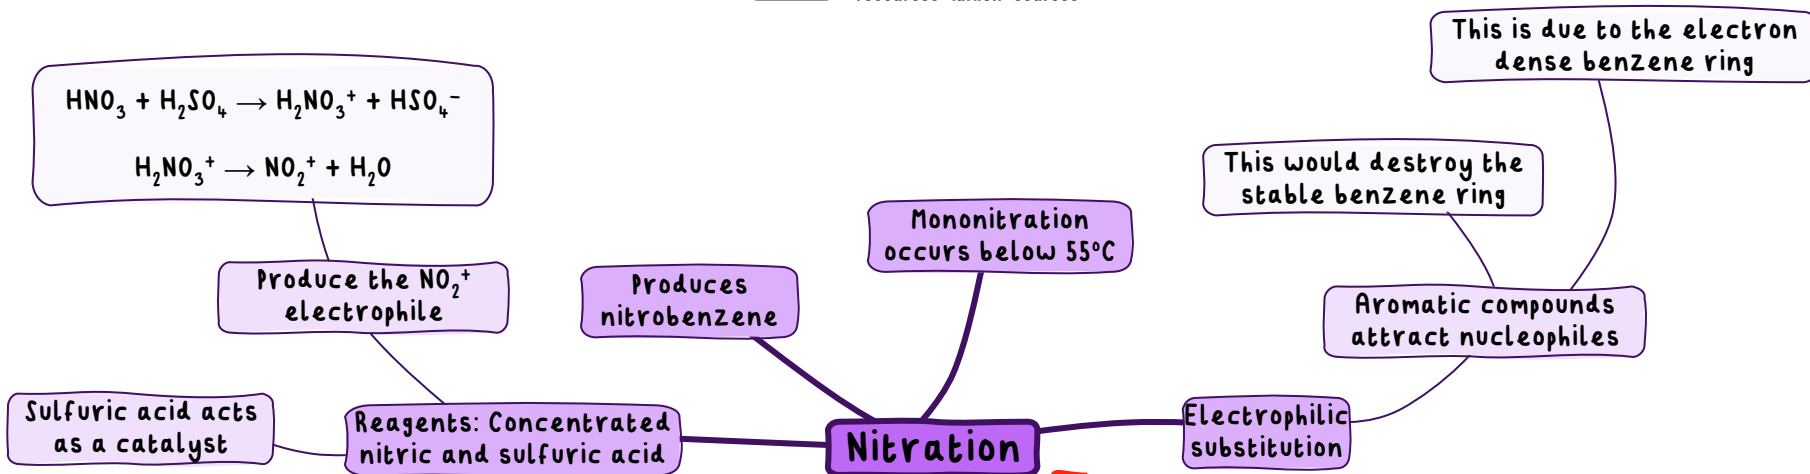 This is due to the electron
dense benzene ring
HNO₃ + H₂SO₄ → H₂NO₃⁺ + HSO₄⁻
H₂NO₃⁺ → NO₂⁺ + H₂O
This would destroy the
stable benzene ring
Mononitration
occurs below 55°C
Produce the NO₂⁺
electrophile
Produces
nitrobenzene
Aromatic compounds
attract nucleophiles
Sulfuric acid acts
as a catalyst
Reagents: Concentrated
nitric and sulfuric acid
Nitration
Electrophilic
substitution